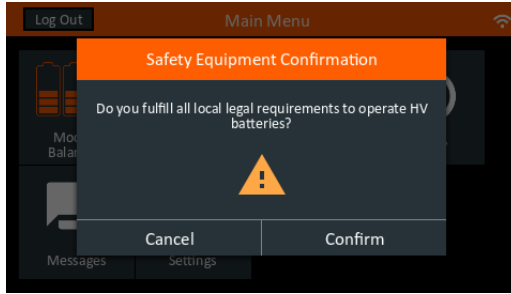 Log Out
Main Menu
Safety Equipment Confirmation
Do you fulfill all local legal requirements to operate HV
batteries?
Cancel
Confirm
Messages
Settings